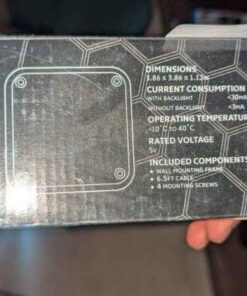 DIMENSIONS
3.86 x 3.86 x 1.12in
CURRENT CONSUMPTION
WITH BACKLIGHT <30mA
WITHOUT BACKLIGHT <3mA
OPERATING TEMPERATURE
-10°C to 40°C
RATED VOLTAGE
5v
INCLUDED COMPONENTS
• WALL MOUNTING FRAME
• 6.5FT CABLE
• 4 MOUNTING SCREWS